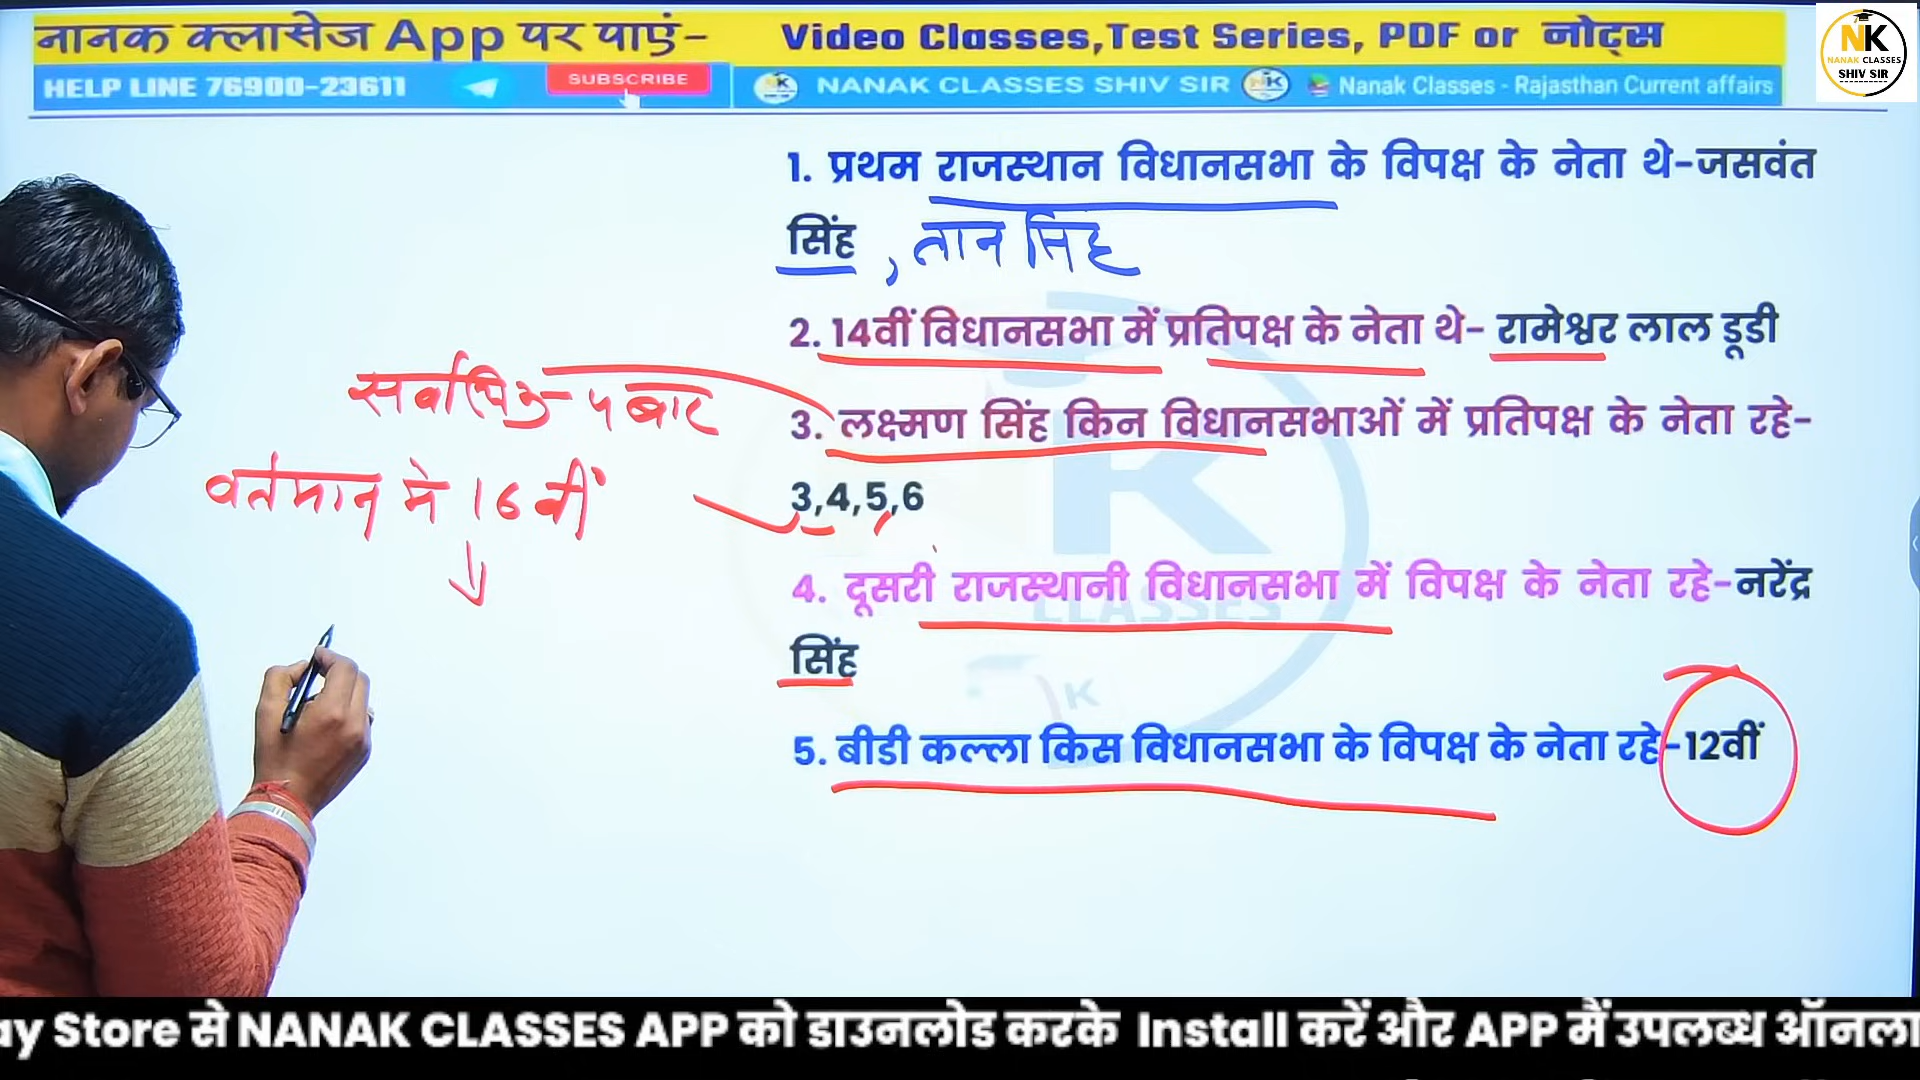 नानक क्लासेज App पर पाएं- Video Classes,Test Series, PDF or नोट्स
NK
NANAK CLASSES
SHIV SIR
HELP LINE 76900-23611 SUBSCRIBE NANAK CLASSES SHIV SIR Nanak Classes - Rajasthan Current affairs
1. प्रथम राजस्थान विधानसभा के विपक्ष के नेता थे-जसवंत
सिंह , तान सिंह
2. 14वीं विधानसभा में प्रतिपक्ष के नेता थे- रामेश्वर लाल डूडी
सर्वाधिक - 4 बार
3. लक्ष्मण सिंह किन विधानसभाओं में प्रतिपक्ष के नेता रहे-
वर्तमान मे 16 वीं
3,4,5,6
4. दूसरी राजस्थानी विधानसभा में विपक्ष के नेता रहे-नरेंद्र
सिंह
5. बीडी कल्ला किस विधानसभा के विपक्ष के नेता रहे-12वीं
K
CLASSES
K
ay Store से NANAK CLASSES APP को डाउनलोड करके Install करें और APP मैं उपलब्ध ऑनला